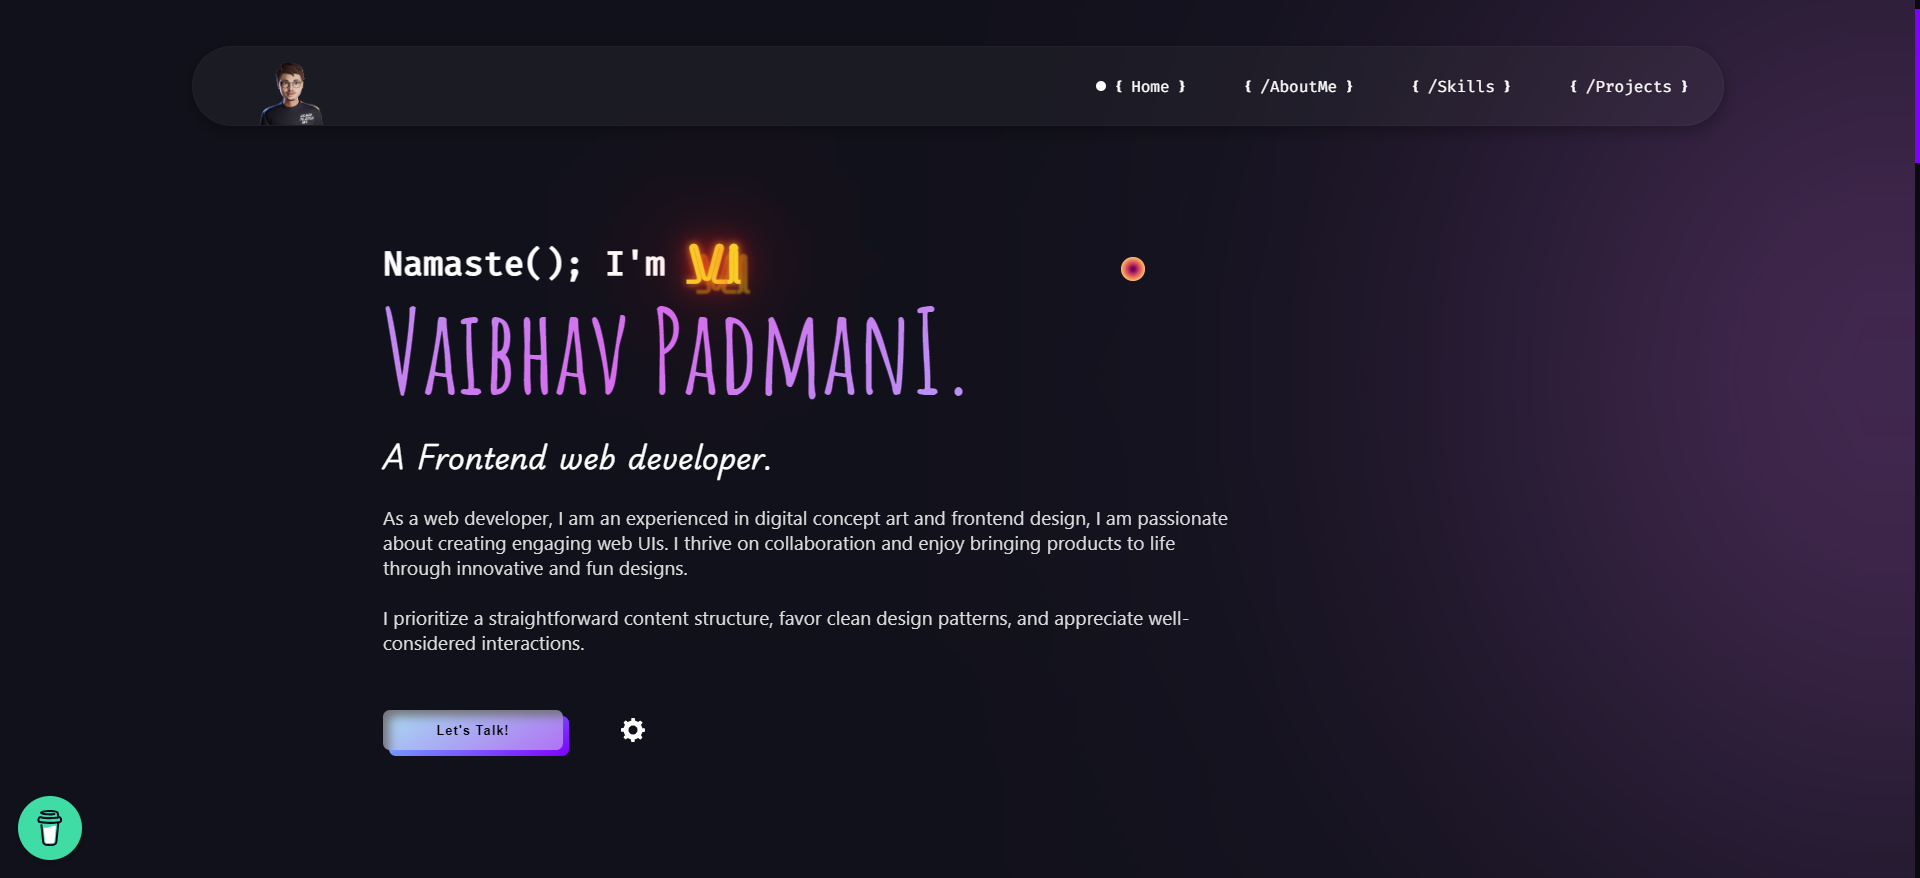 { Home } { /AboutMe } { /Skills } { /Projects }
Namaste(); I'm VI
VAIBHAV PADMANI.
A Frontend web developer.
As a web developer, I am an experienced in digital concept art and frontend design, I am passionate
about creating engaging web UIs. I thrive on collaboration and enjoy bringing products to life
through innovative and fun designs.
I prioritize a straightforward content structure, favor clean design patterns, and appreciate well-
considered interactions.
Let's Talk!